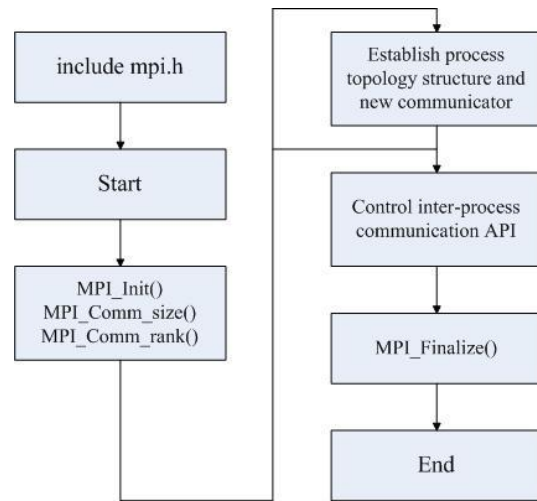 include mpi.h
Start
MPI_Init()
MPI_Comm_size()
MPI_Comm_rank()
Establish process
topology structure and
new communicator
Control inter-process
communication API
MPI_Finalize()
End